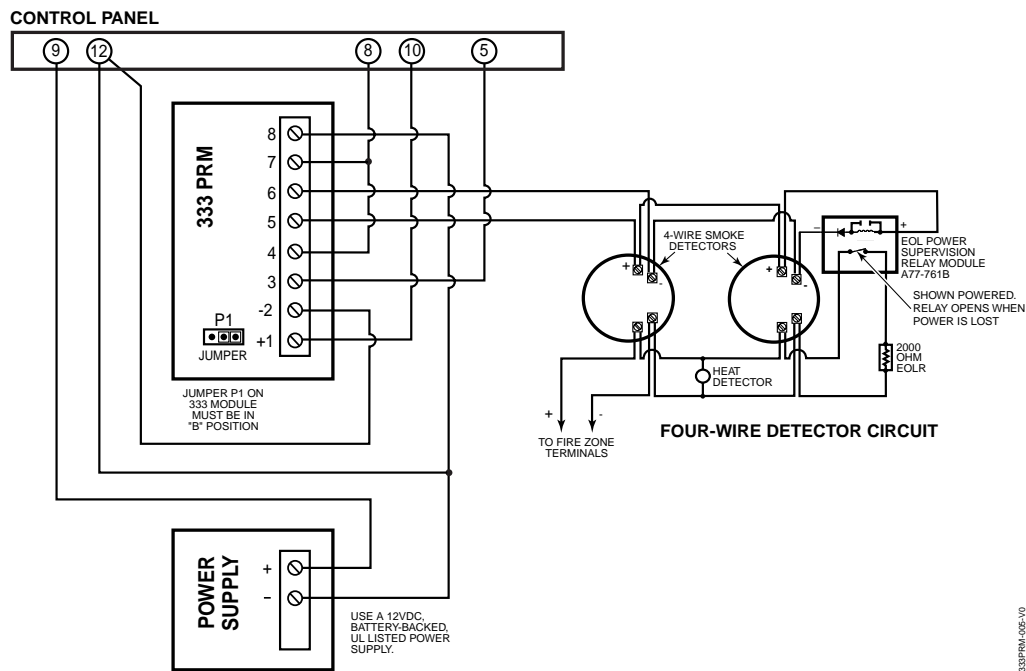 CONTROL PANEL
9
12
8
10
5
333 PRM
8
7
6
5
4
3
-2
+1
P1
JUMPER
JUMPER P1 ON
333 MODULE
MUST BE IN
"B" POSITION
4-WIRE SMOKE
DETECTORS
+
-
+
-
–
+
EOL POWER
SUPERVISION
RELAY MODULE
A77-761B
SHOWN POWERED.
RELAY OPENS WHEN
POWER IS LOST
2000
OHM
EOLR
HEAT
DETECTOR
+
-
TO FIRE ZONE
TERMINALS
FOUR-WIRE DETECTOR CIRCUIT
POWER
SUPPLY
+
–
USE A 12VDC,
BATTERY-BACKED,
UL LISTED POWER
SUPPLY.
333PRM-005-V0